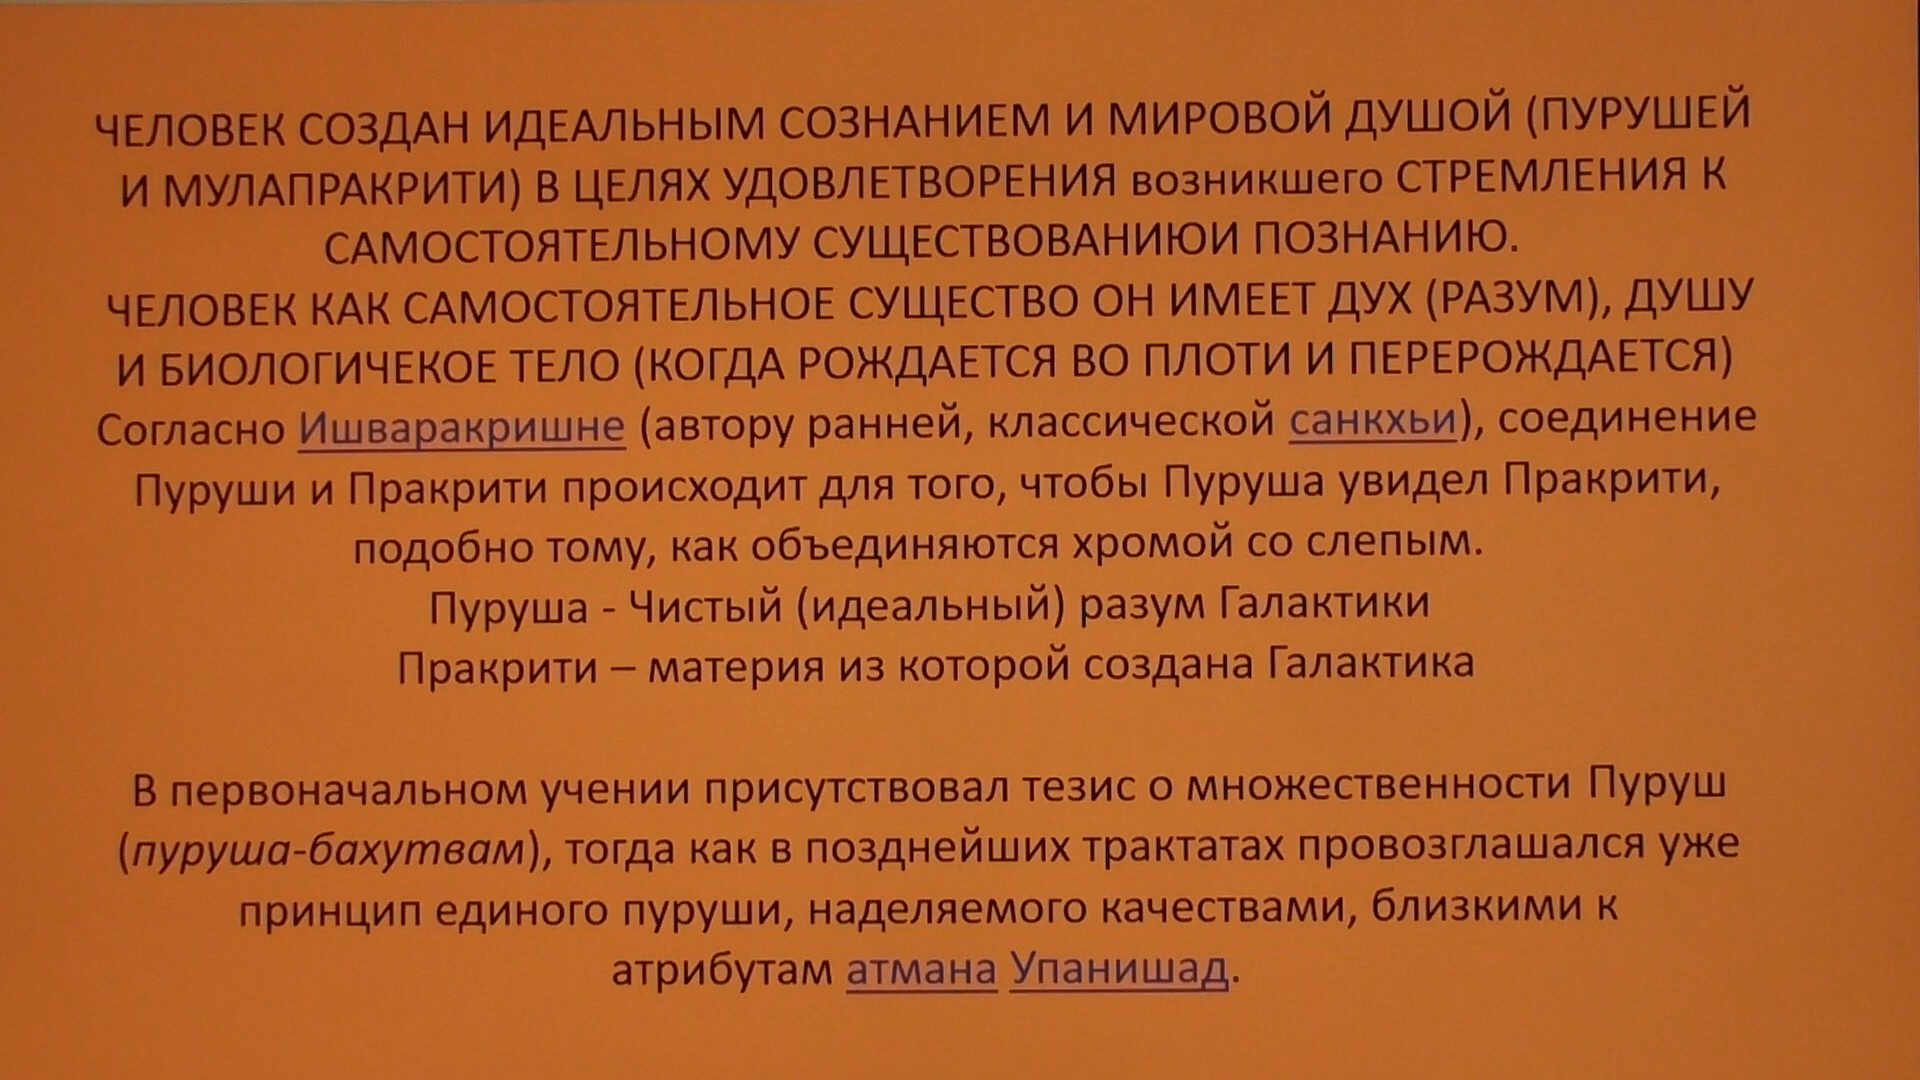 ЧЕЛОВЕК СОЗДАН ИДЕАЛЬНЫМ СОЗНАНИЕМ И МИРОВОЙ ДУШОЙ (ПУРУШЕЙ
И МУЛАПРАКРИТИ) В ЦЕЛЯХ УДОВЛЕТВОРЕНИЯ возникшего СТРЕМЛЕНИЯ К
САМОСТОЯТЕЛЬНОМУ СУЩЕСТВОВАНИЮИ ПОЗНАНИЮ.
ЧЕЛОВЕК КАК САМОСТОЯТЕЛЬНОЕ СУЩЕСТВО ОН ИМЕЕТ ДУХ (РАЗУМ), ДУШУ
И БИОЛОГИЧЕКОЕ ТЕЛО (КОГДА РОЖДАЕТСЯ ВО ПЛОТИ И ПЕРЕРОЖДАЕТСЯ)
Согласно Ишваракришне (автору ранней, классической санкхьи), соединение
Пуруши и Пракрити происходит для того, чтобы Пуруша увидел Пракрити,
подобно тому, как объединяются хромой со слепым.
Пуруша - Чистый (идеальный) разум Галактики
Пракрити – материя из которой создана Галактика
В первоначальном учении присутствовал тезис о множественности Пуруш
(пуруша-бахутвам), тогда как в позднейших трактатах провозглашался уже
принцип единого пуруши, наделяемого качествами, близкими к
атрибутам атмана Упанишад.